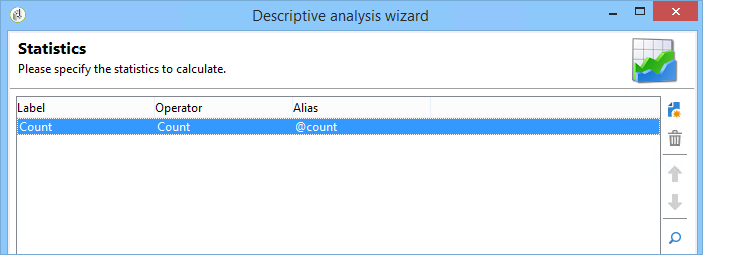 Descriptive analysis wizard
Statistics
Please specify the statistics to calculate.
Label Operator Alias
Count Count @count